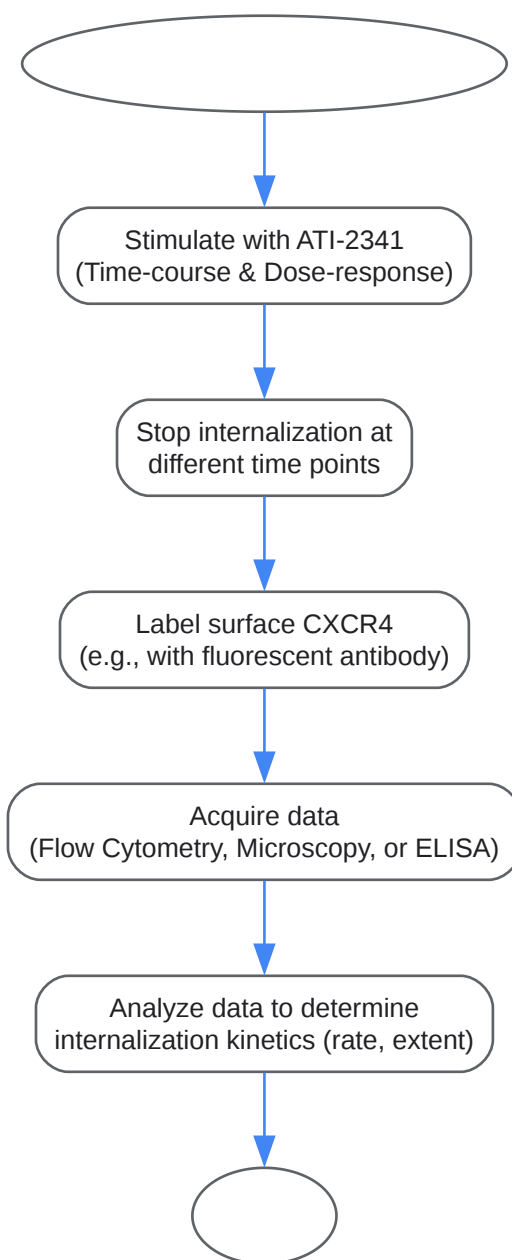 Stimulate with ATI-2341
(Time-course & Dose-response)
Stop internalization at
different time points
Label surface CXCR4
(e.g., with fluorescent antibody)
Acquire data
(Flow Cytometry, Microscopy, or ELISA)
Analyze data to determine
internalization kinetics (rate, extent)